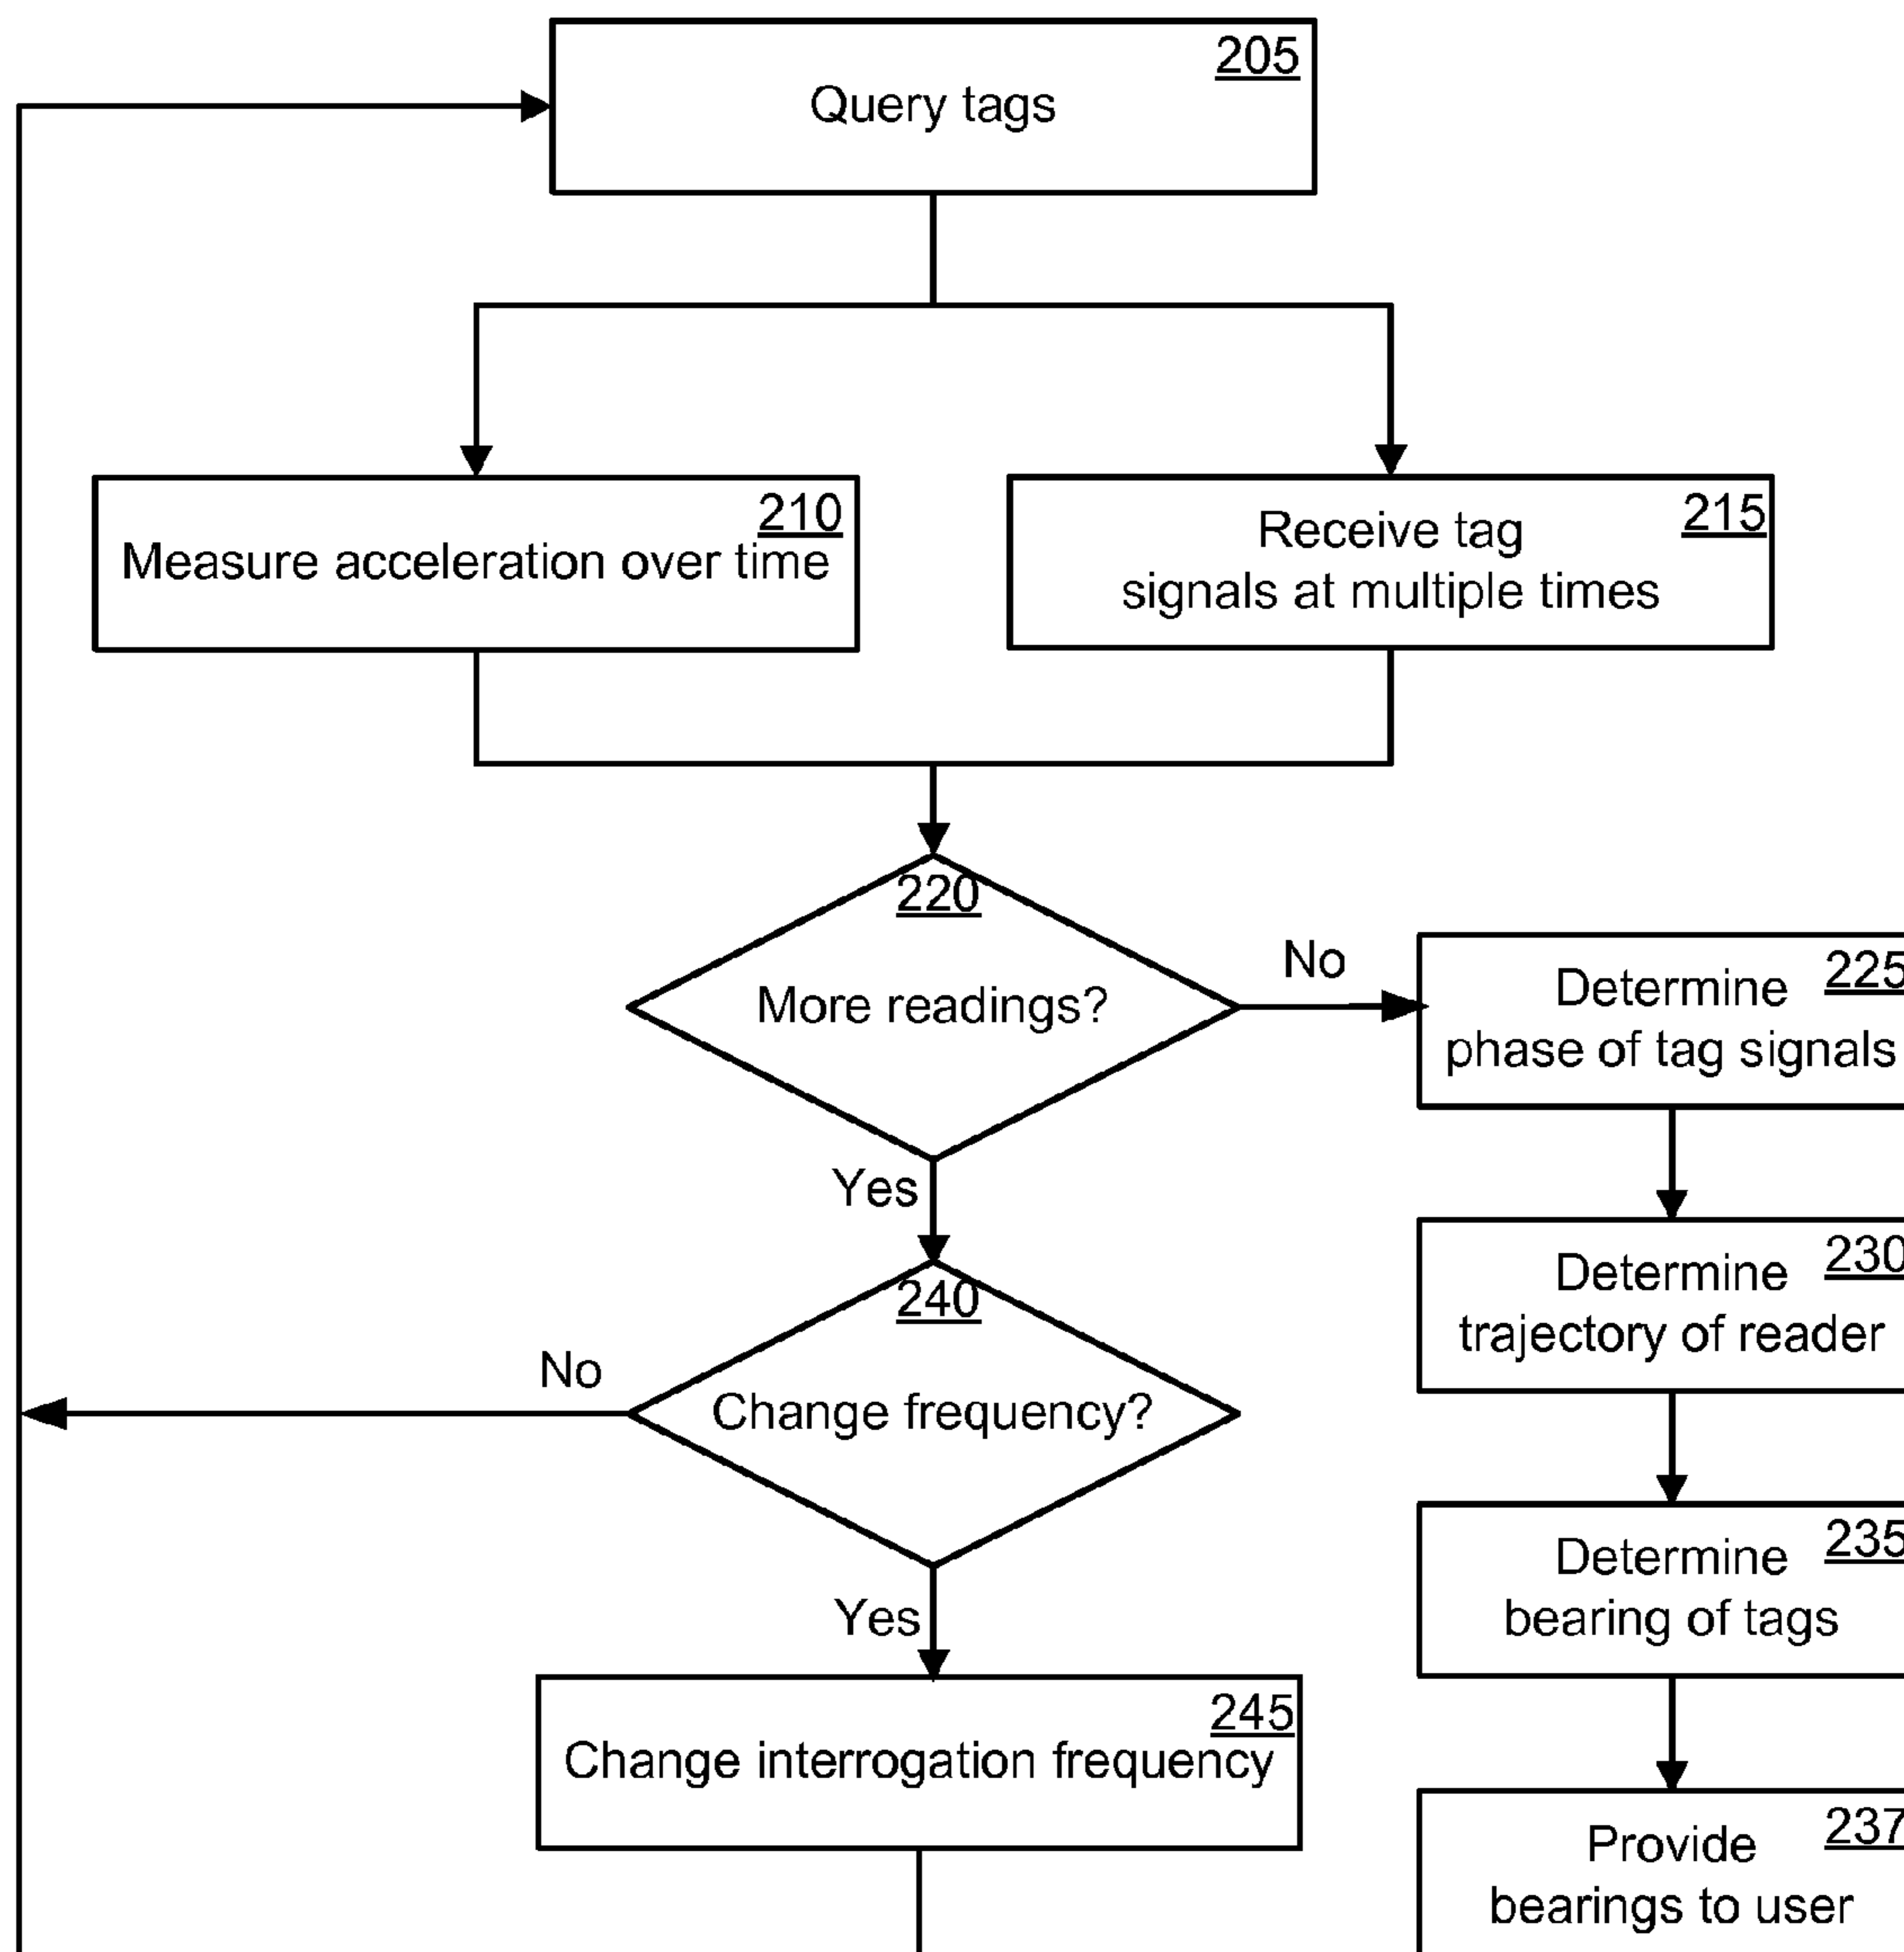 205
Query tags
210
Measure acceleration over time
215
Receive tag
signals at multiple times
220
More readings?
No
225
Determine
phase of tag signals
Yes
230
Determine
trajectory of reader
240
Change frequency?
No
235
Determine
bearing of tags
Yes
245
Change interrogation frequency
237
Provide
bearings to user